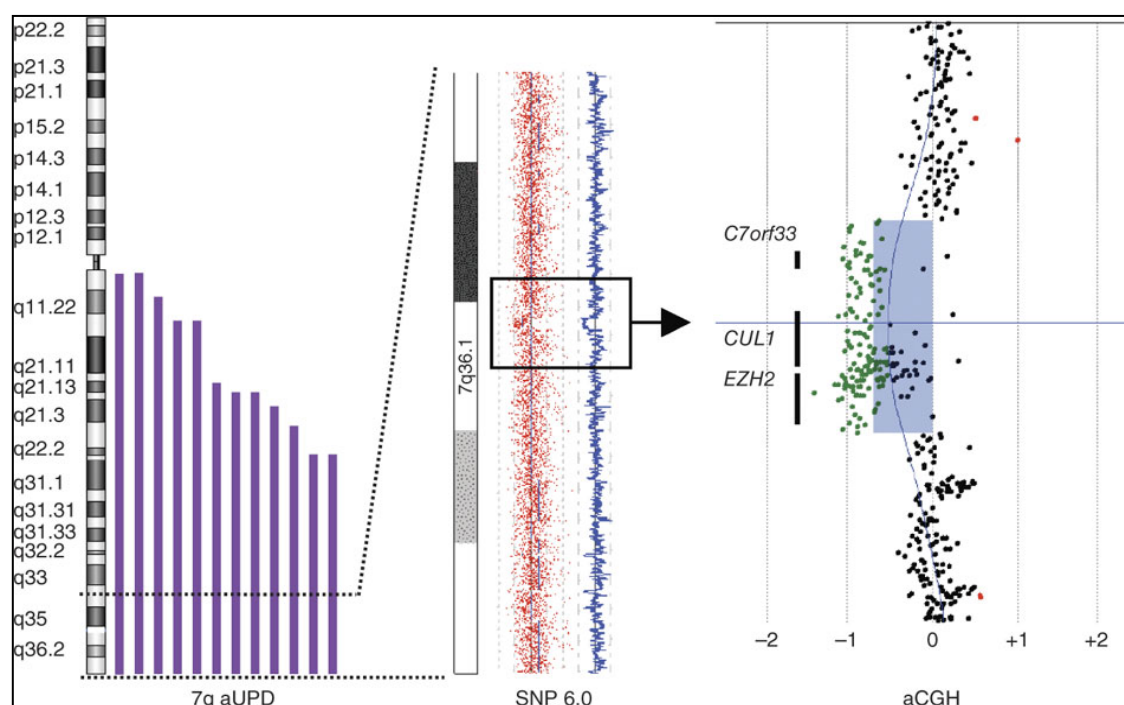 p22.2
p21.3
p21.1
p15.2
p14.3
p14.1
p12.3
p12.1
q11.22
q21.11
q21.13
q21.3
q22.2
q31.1
q31.31
q31.33
q32.2
q33
q35
q36.2
7q aUPD
7q36.1
SNP 6.0
C7orf33
CUL1
EZH2
−2 −1 0 +1 +2
aCGH